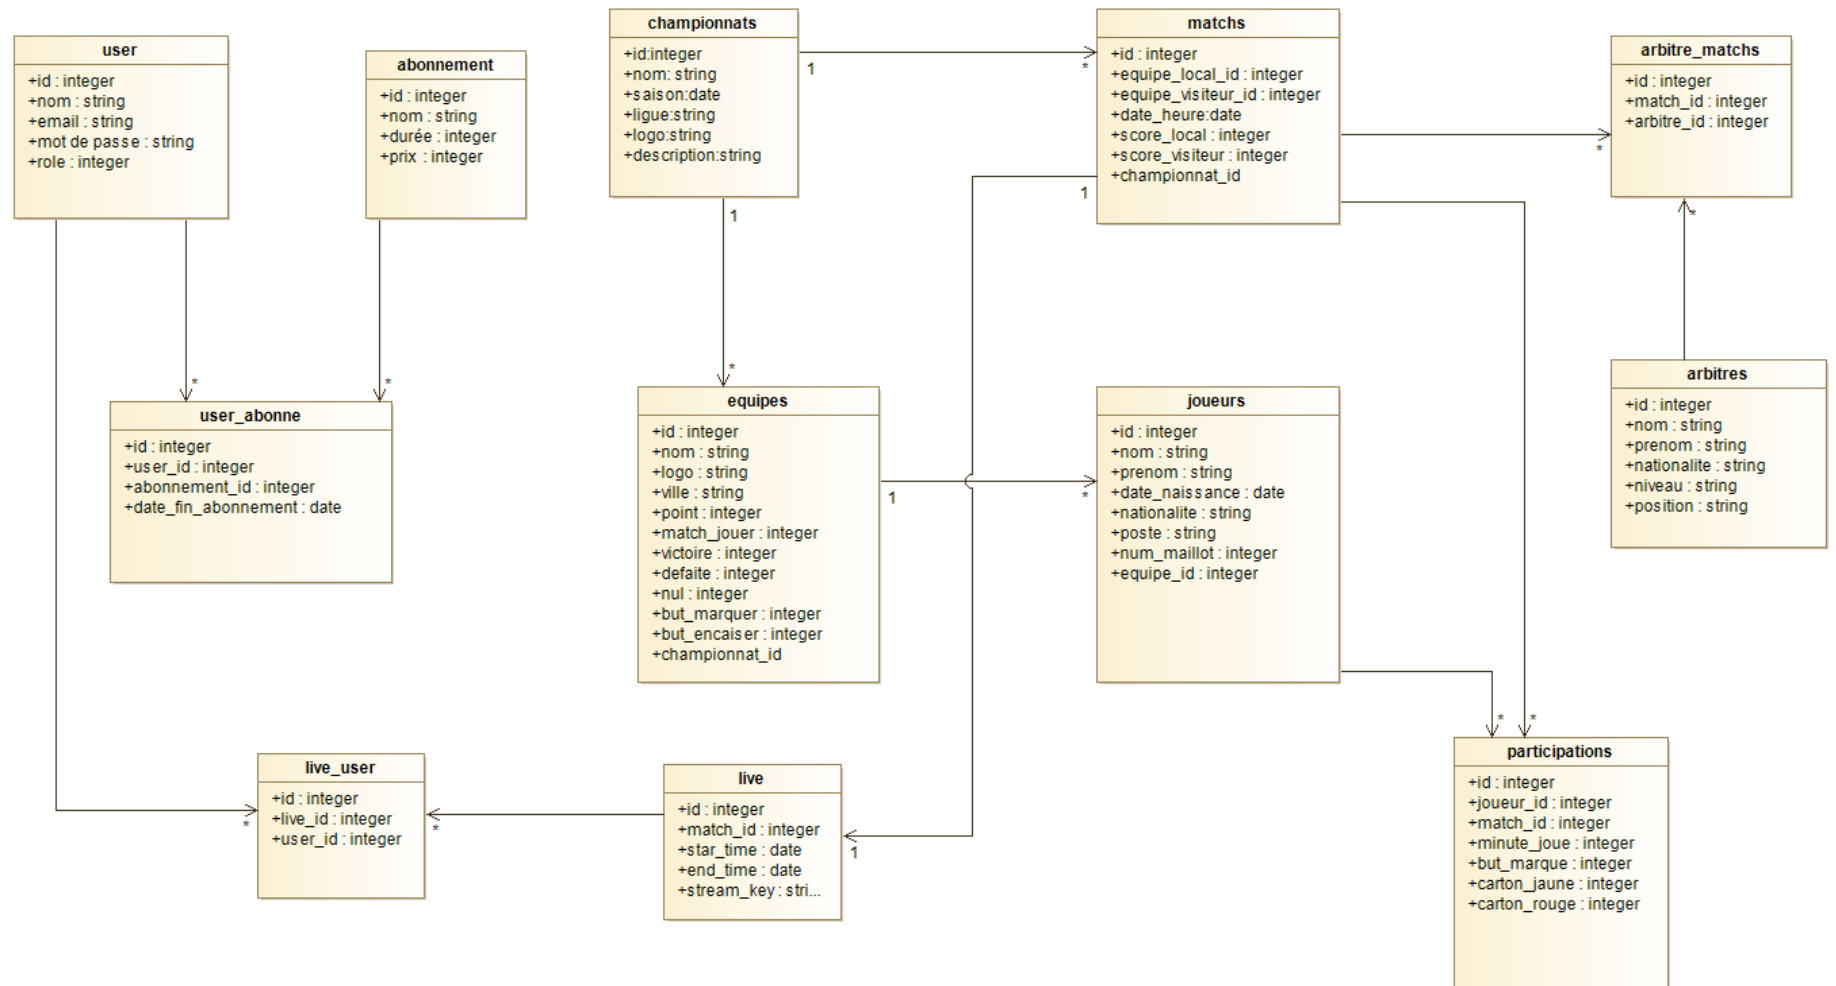 user
+id : integer
+nom : string
+email : string
+mot de passe : string
+role : integer
abonnement
+id : integer
+nom : string
+durée : integer
+prix : integer
championnats
+id:integer
+nom: string
+saison:date
+ligue:string
+logo:string
+description:string
1
*
1
*
matchs
+id : integer
+equipe_local_id : integer
+equipe_visiteur_id : integer
+date_heure:date
+score_local : integer
+score_visiteur : integer
+championnat_id
1
*
arbitre_matchs
+id : integer
+match_id : integer
+arbitre_id : integer
*
*
*
user_abonne
+id : integer
+user_id : integer
+abonnement_id : integer
+date_fin_abonnement : date
equipes
+id : integer
+nom : string
+logo : string
+ville : string
+point : integer
+match_jouer : integer
+victoire : integer
+defaite : integer
+nul : integer
+but_marquer : integer
+but_encaiser : integer
+championnat_id
1
*
joueurs
+id : integer
+nom : string
+prenom : string
+date_naissance : date
+nationalite : string
+poste : string
+num_maillot : integer
+equipe_id : integer
arbitres
+id : integer
+nom : string
+prenom : string
+nationalite : string
+niveau : string
+position : string
*
*
live_user
+id : integer
+live_id : integer
+user_id : integer
*
*
live
+id : integer
+match_id : integer
+star_time : date
+end_time : date
+stream_key : stri...
1
participations
+id : integer
+joueur_id : integer
+match_id : integer
+minute_joue : integer
+but_marque : integer
+carton_jaune : integer
+carton_rouge : integer